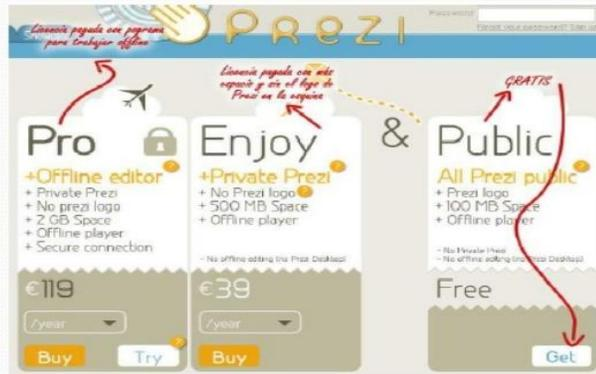 Password
Forgot your password? Sign up
PREZI
Licencia pagada con pograma
para trabajar offline
Licencia pagada con más
espacio y sin el logo de
Prezi en la esquina
GRATIS
Pro
+Offline editor
+ Private Prezi
+ No prezi logo
+ 2 GB Space
+ Offline player
+ Secure connection
€119
/year
Buy
Try
Enjoy
+Private Prezi
+ No Prezi logo
+ 500 MB Space
+ Offline player
- No offline editing (no Prezi Desktop)
€39
/year
Buy
&
Public
All Prezi public
+ Prezi logo
+ 100 MB Space
+ Offline player
- No Private Prezi
- No offline editing (no Prezi Desktop)
Free
Get